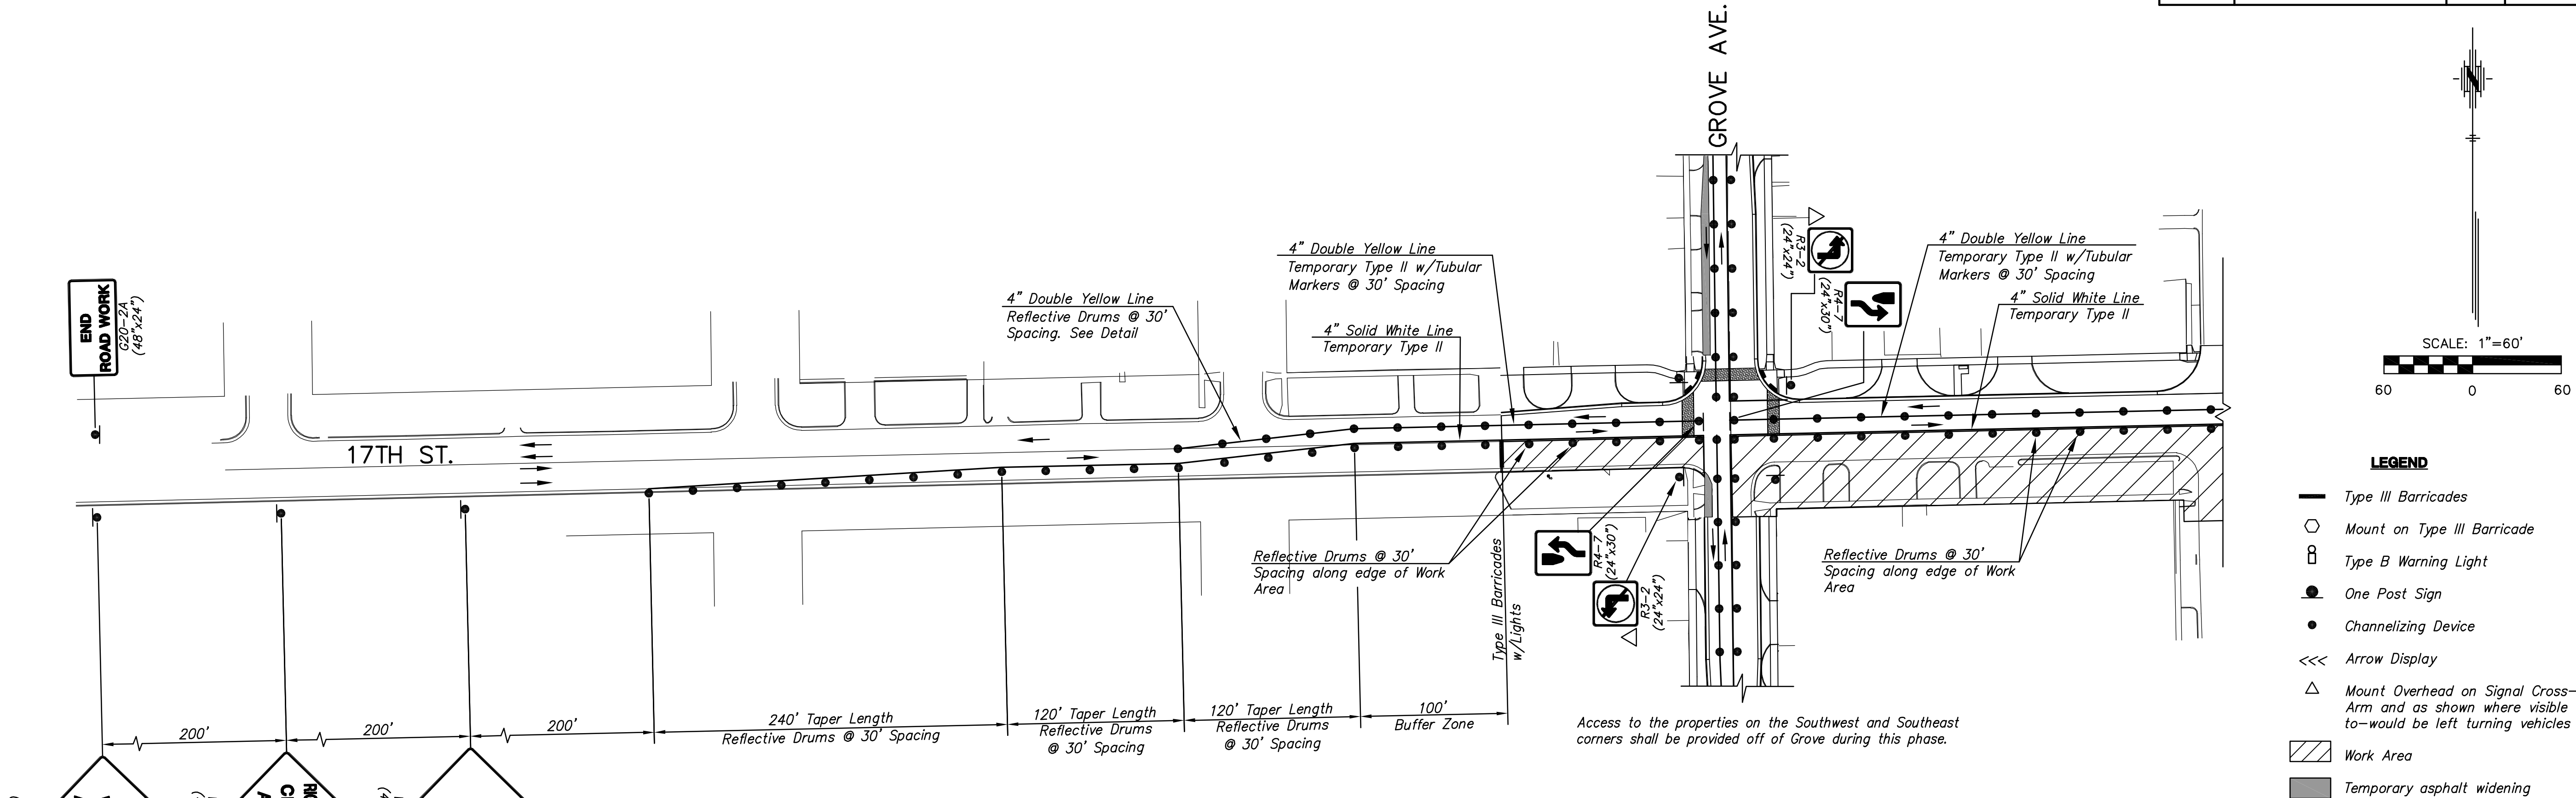 GROVE AVE.
END
ROAD WORK
G20-2A
(48"x24")
17TH ST.
4" Double Yellow Line
Reflective Drums @ 30'
Spacing. See Detail
4" Double Yellow Line
Temporary Type II w/Tubular
Markers @ 30' Spacing
4" Solid White Line
Temporary Type II
R3-2
(24"x24")
R4-7
(24"x30")
4" Double Yellow Line
Temporary Type II w/Tubular
Markers @ 30' Spacing
4" Solid White Line
Temporary Type II
N
SCALE: 1"=60'
60 0 60
Reflective Drums @ 30'
Spacing along edge of Work
Area
Type III Barricades
w/Lights
R4-7
(24"x30")
R3-2
(24"x24")
Reflective Drums @ 30'
Spacing along edge of Work
Area
200'
200'
200'
240' Taper Length
Reflective Drums @ 30' Spacing
120' Taper Length
Reflective Drums
@ 30' Spacing
120' Taper Length
Reflective Drums
@ 30' Spacing
100'
Buffer Zone
Access to the properties on the Southwest and Southeast
corners shall be provided off of Grove during this phase.
LEGEND
Type III Barricades
Mount on Type III Barricade
Type B Warning Light
One Post Sign
Channelizing Device
<<< Arrow Display
Mount Overhead on Signal Cross-
Arm and as shown where visible
to-would be left turning vehicles
Work Area
Temporary asphalt widening